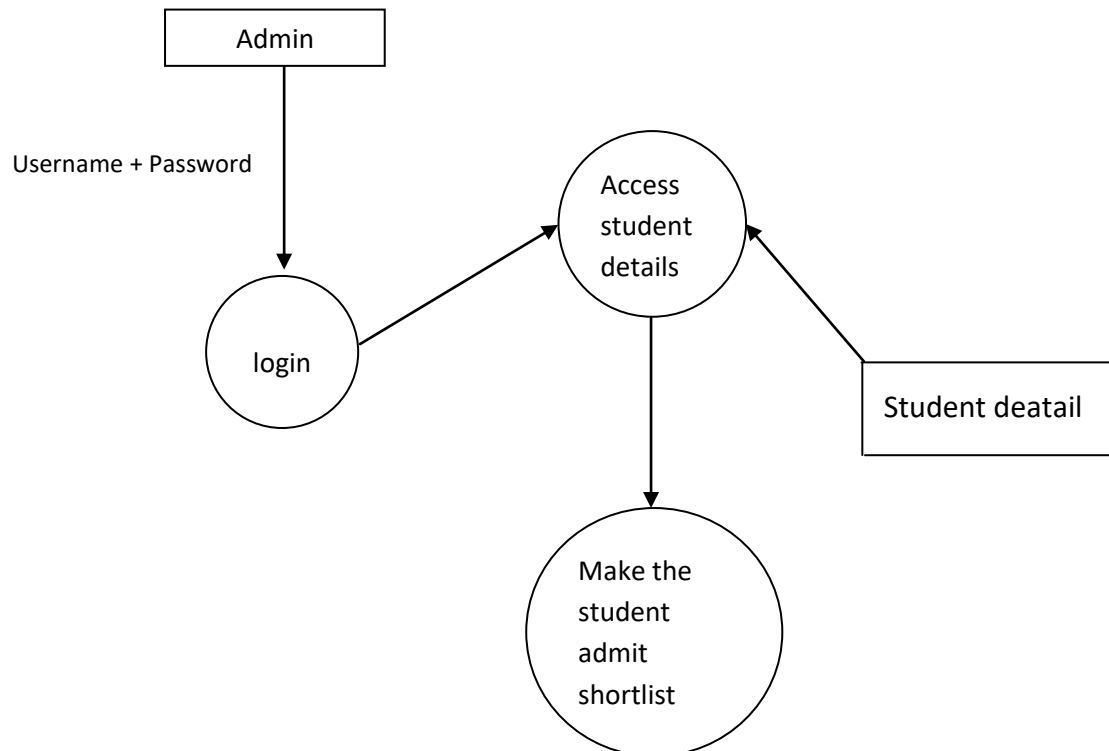 Admin
Username + Password
Access
student
details
login
Student deatail
Make the
student
admit
shortlist